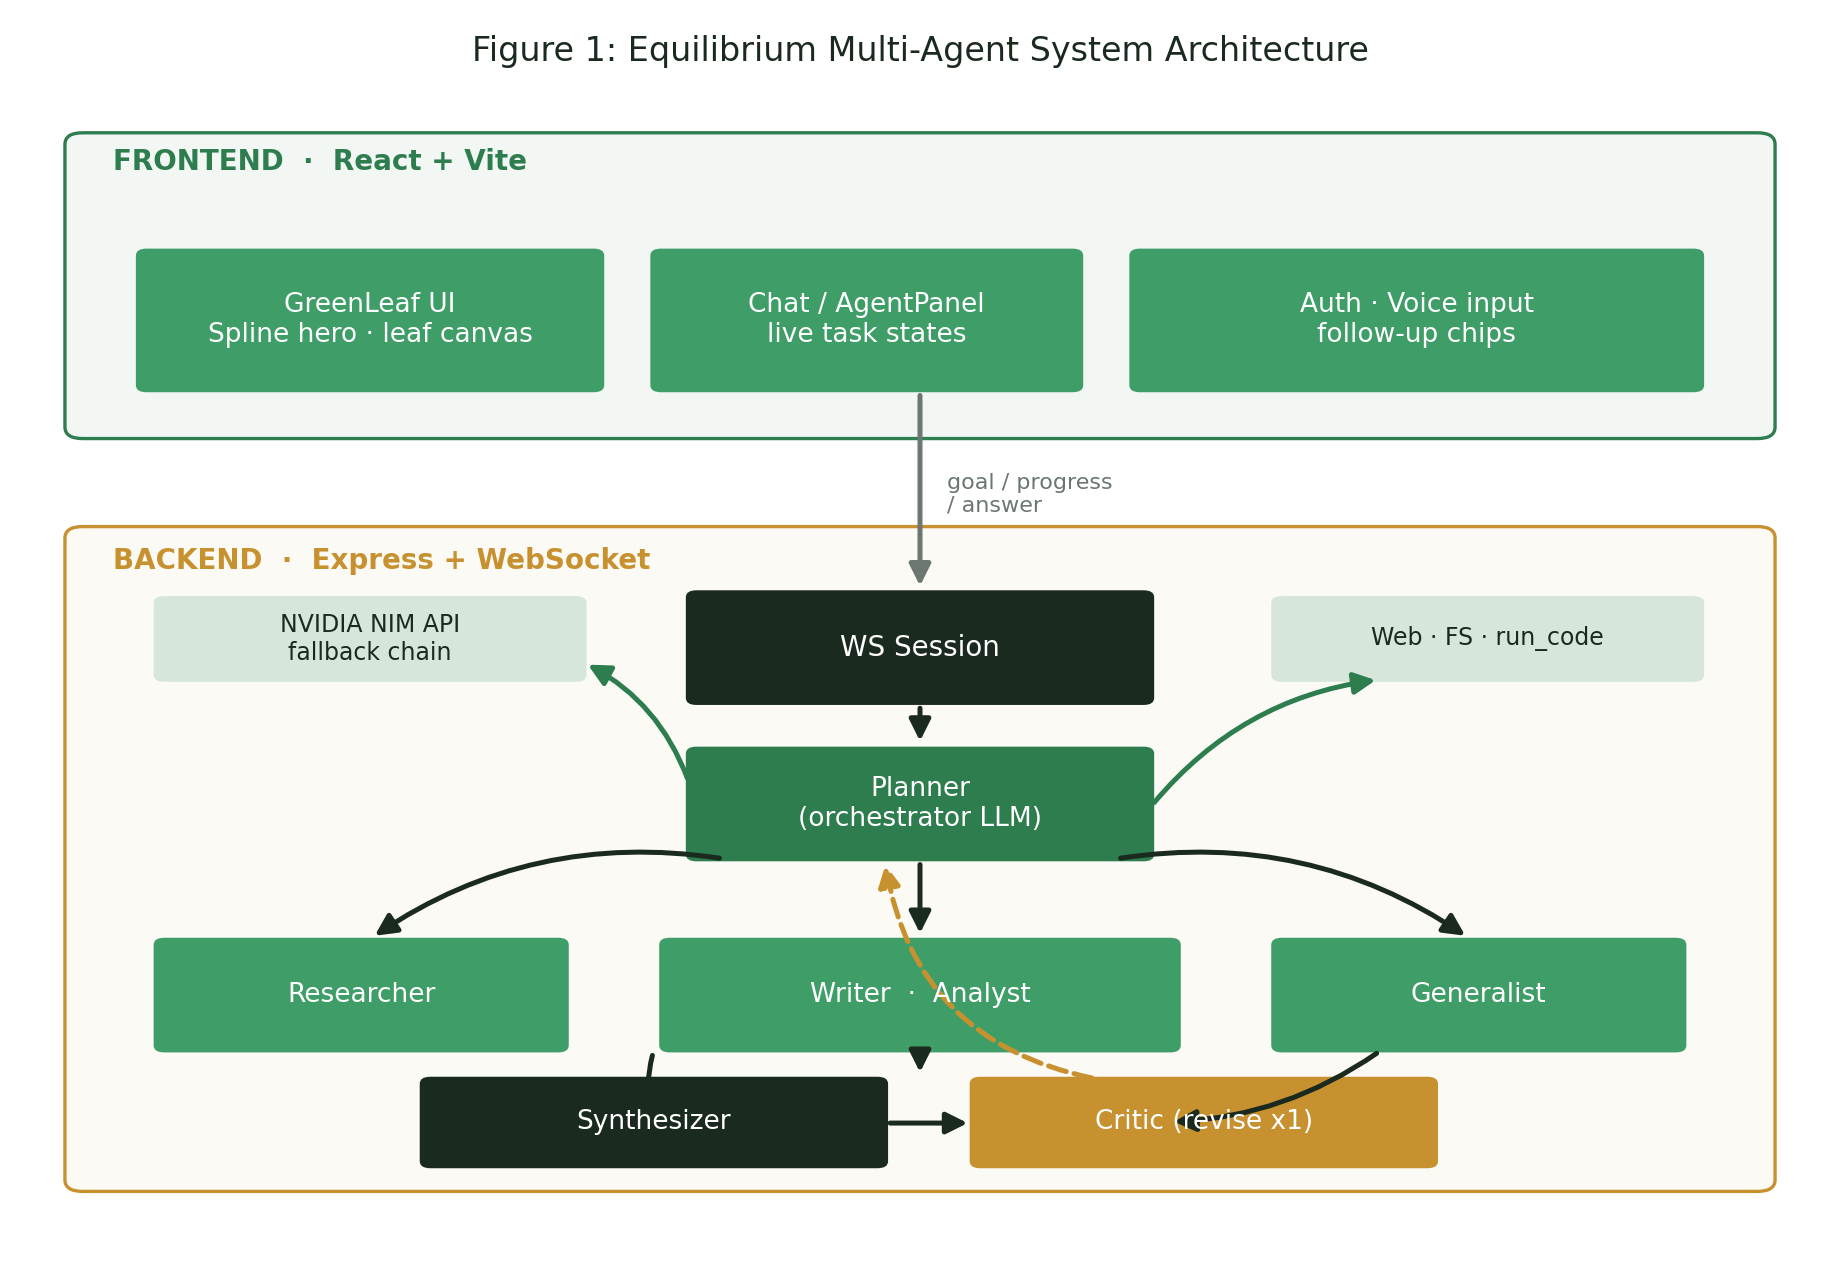 Figure 1: Equilibrium Multi-Agent System Architecture
FRONTEND · React + Vite
GreenLeaf UI
Spline hero · leaf canvas
Chat / AgentPanel
live task states
Auth · Voice input
follow-up chips
goal / progress
/ answer
BACKEND · Express + WebSocket
NVIDIA NIM API
fallback chain
WS Session
Web · FS · run_code
Planner
(orchestrator LLM)
Researcher
Writer · Analyst
Generalist
Synthesizer
Critic (revise x1)